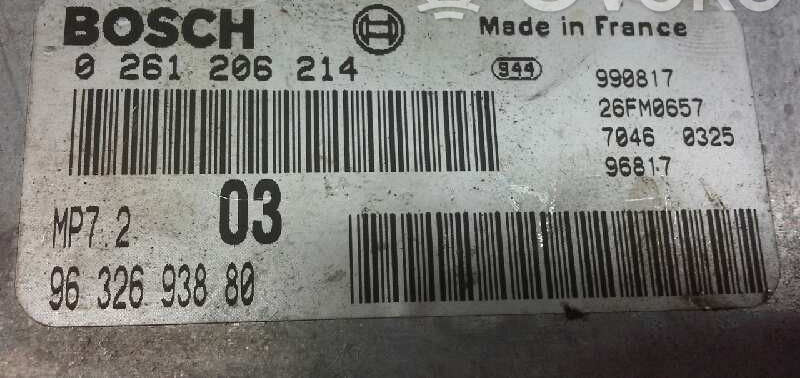 BOSCH Made in France
0 261 206 214 944 990817
26FM0657
7046 0325
96817
MP7.2 03
96 326 938 80